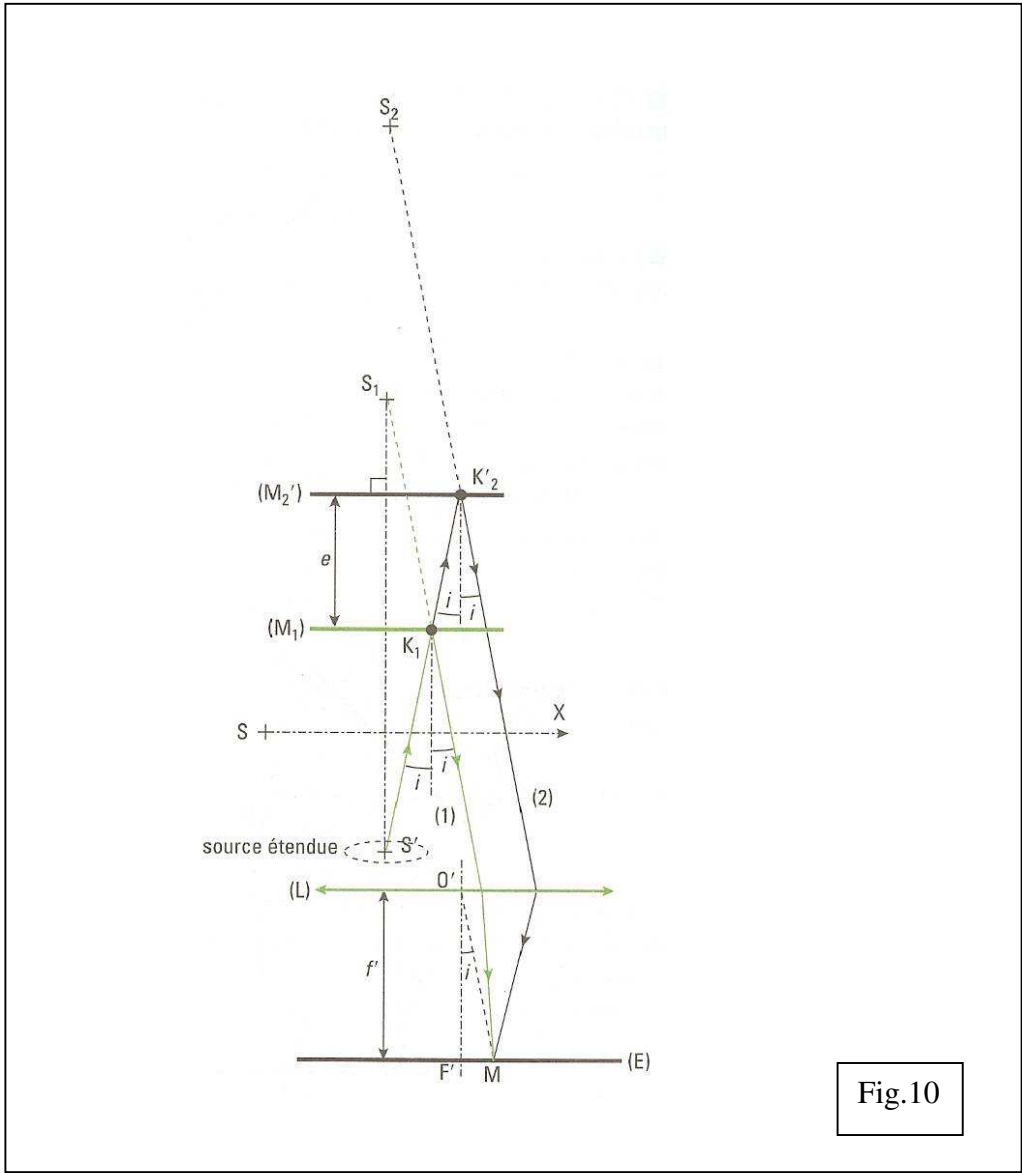 S₂
S₁
(M₂')
K'₂
e
i
i
(M₁)
K₁
S
X
i
i
(1)
(2)
source étendue
S'
(L)
O'
f'
i
F'
M
(E)
Fig.10